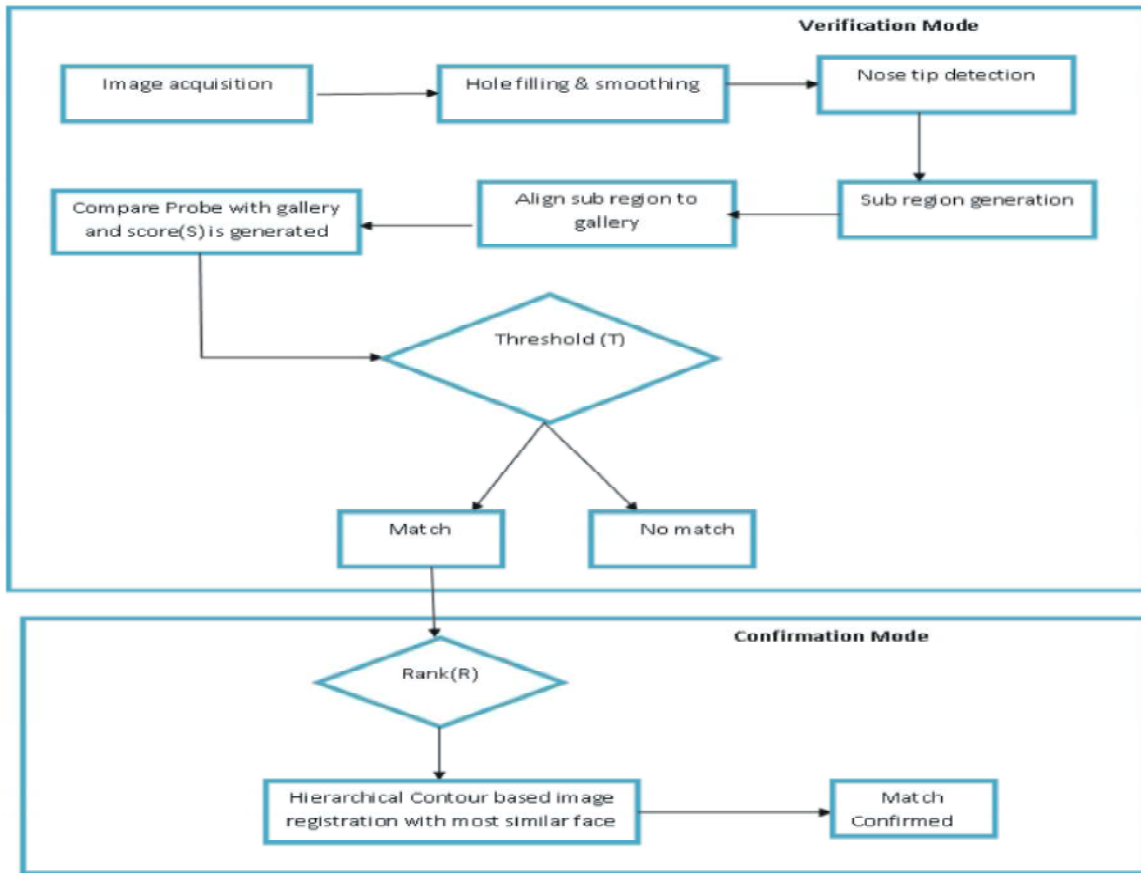 Verification Mode
Image acquisition
Hole filling & smoothing
Nose tip detection
Sub region generation
Align sub region to
gallery
Compare Probe with gallery
and score(S) is generated
Threshold (T)
Match
No match
Confirmation Mode
Rank(R)
Hierarchical Contour based image
registration with most similar face
Match
Confirmed